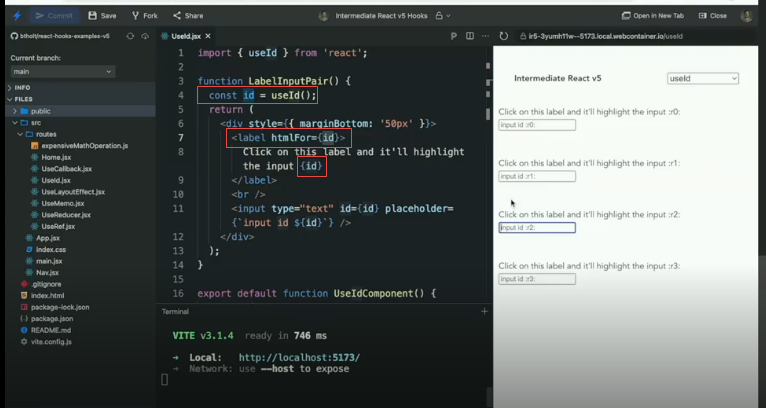 Commit Save Fork Share Intermediate React v5 Hooks Open in New Tab Close
btholt/react-hooks-examples-v5
Current branch:
main
INFO
FILES
public
src
routes
expensiveMathOperation.js
Home.jsx
UseCallback.jsx
UseId.jsx
UseLayoutEffect.jsx
UseMemo.jsx
UseReducer.jsx
UseRef.jsx
App.jsx
index.css
main.jsx
Nav.jsx
.gitignore
index.html
package-lock.json
package.json
README.md
vite.config.js
UseId.jsx
1 import { useId } from 'react';
2
3 function LabelInputPair() {
4 const id = useId();
5 return (
6 <div style={{ marginBottom: '50px' }}>
7 <label htmlFor={id}>
8 Click on this label and it'll highlight
the input {id}
9 </label>
10 <br />
11 <input type="text" id={id} placeholder=
{`input id ${id}`} />
12 </div>
13 );
14 }
15
16 export default function UseIdComponent() {
Terminal
VITE v3.1.4 ready in 746 ms
➜ Local: http://localhost:5173/
➜ Network: use --host to expose
ir5-3yumh11w--5173.local.webcontainer.io/useId
Intermediate React v5 useId
Click on this label and it'll highlight the input :r0:
input id :r0:
Click on this label and it'll highlight the input :r1:
input id :r1:
Click on this label and it'll highlight the input :r2:
input id :r2:
Click on this label and it'll highlight the input :r3:
input id :r3: